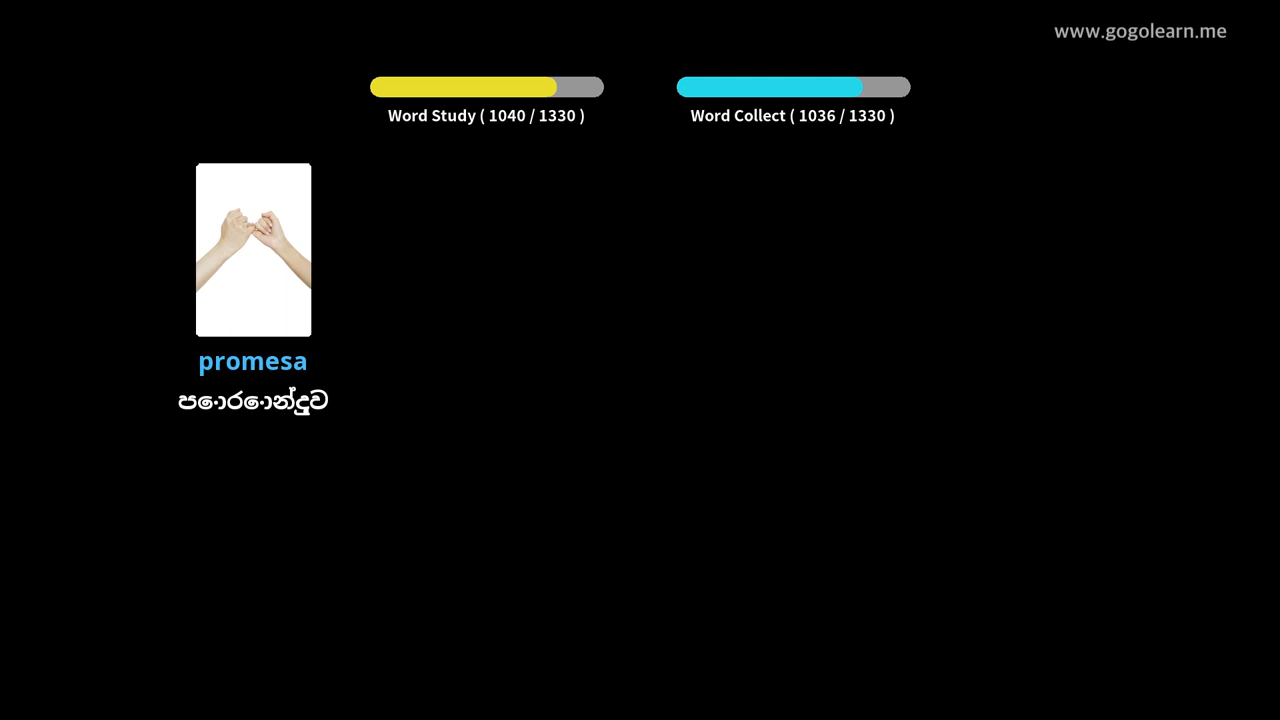 www.gogolearn.me
Word Study ( 1040 / 1330 )
Word Collect ( 1036 / 1330 )
promesa
පොරොන්දුව